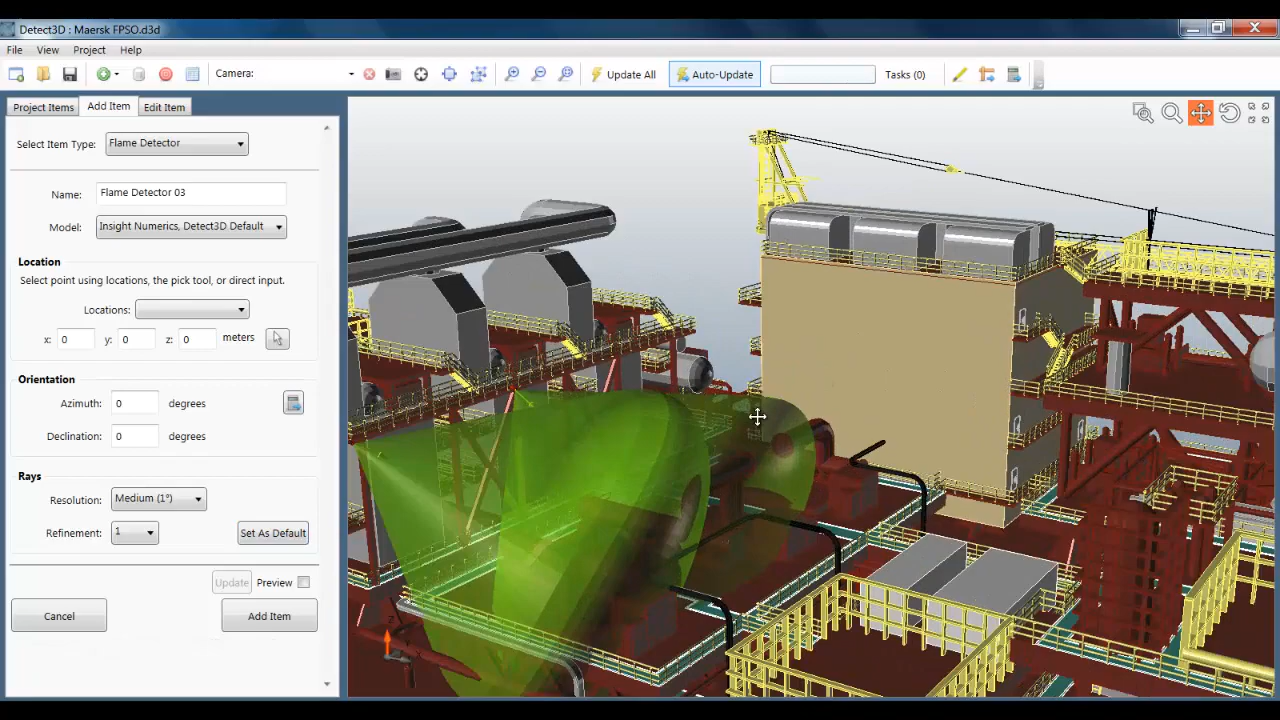 Detect3D : Maersk FPSO.d3d
File View Project Help
Camera: Update All Auto-Update Tasks (0)
Project Items Add Item Edit Item
Select Item Type: Flame Detector
Name: Flame Detector 03
Model: Insight Numerics, Detect3D Default
Location
Select point using locations, the pick tool, or direct input.
Locations:
x: 0 y: 0 z: 0 meters
Orientation
Azimuth: 0 degrees
Declination: 0 degrees
Rays
Resolution: Medium (1°)
Refinement: 1 Set As Default
Update Preview
Cancel Add Item